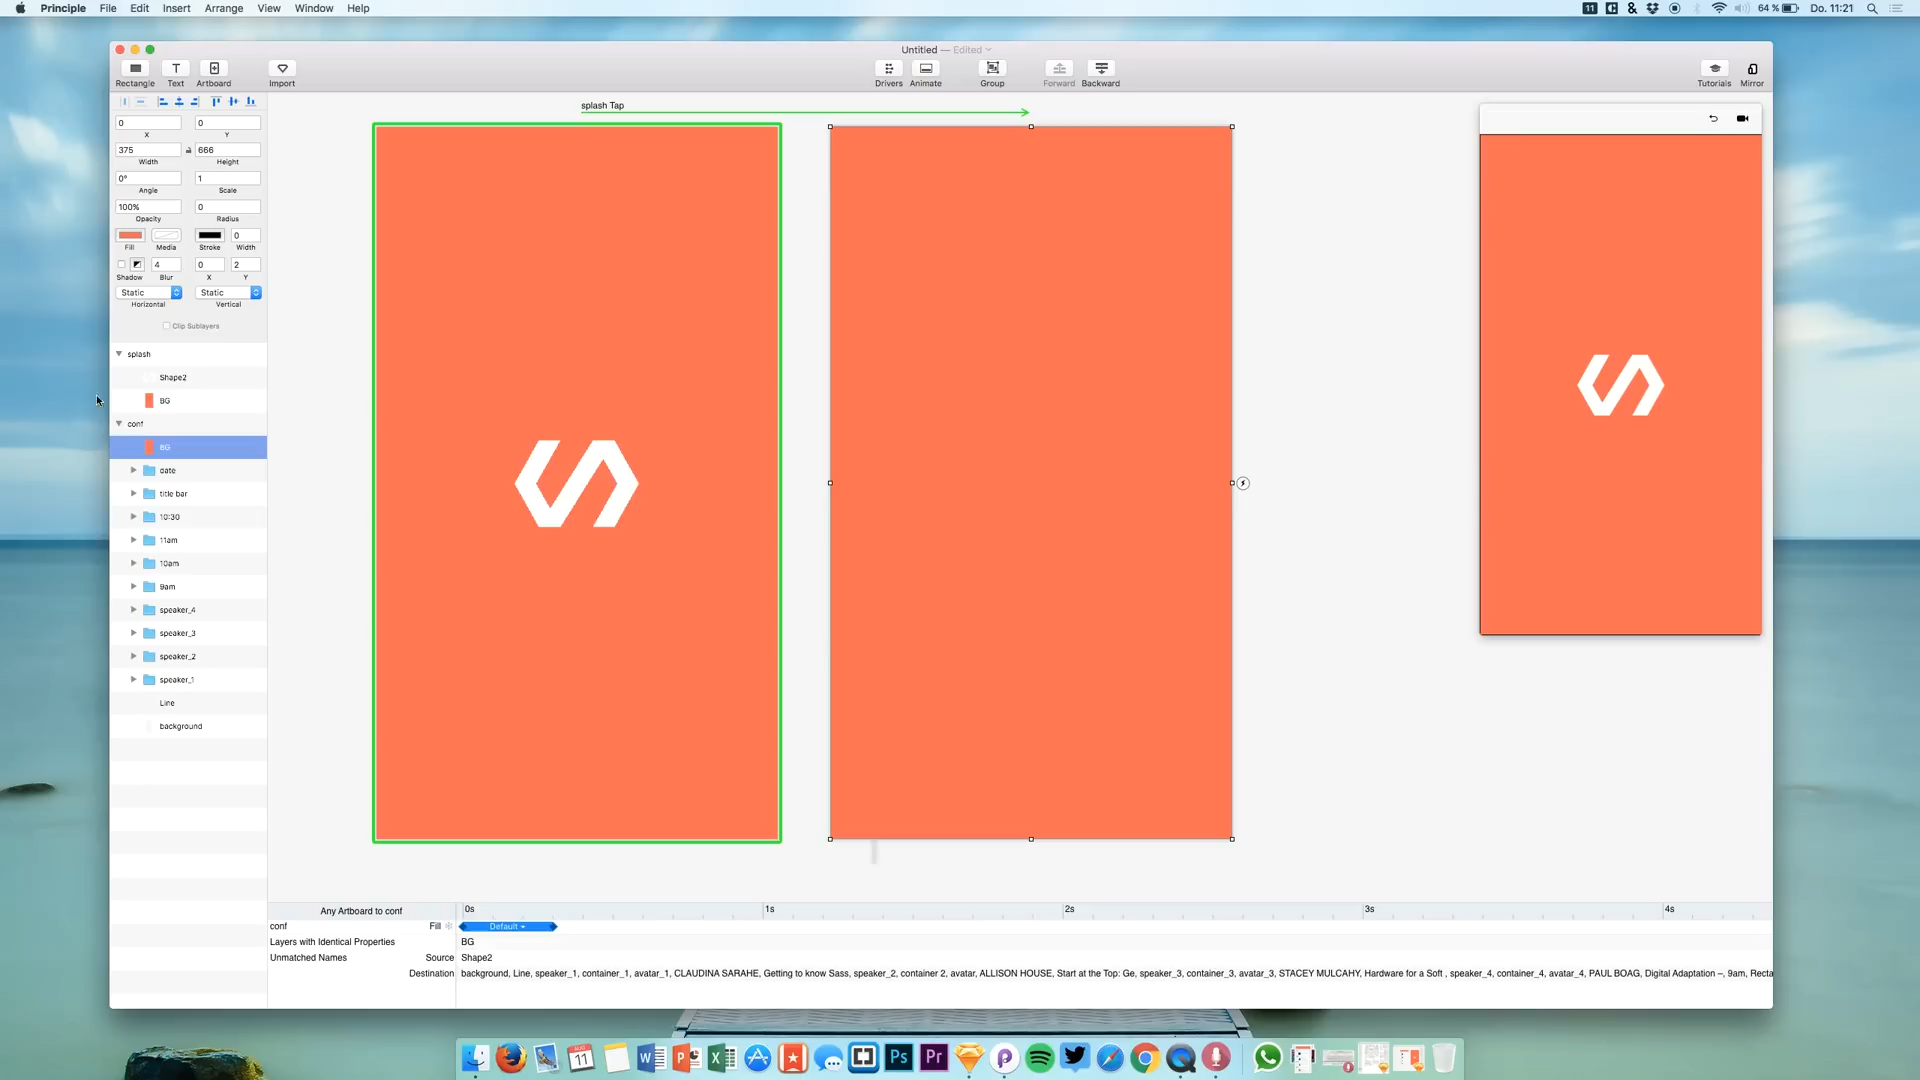 Principle File Edit Insert Arrange View Window Help
11 64 % Do. 11:21
Untitled — Edited
Rectangle Text Artboard Import Drivers Animate Group Forward Backward Tutorials Mirror
splash Tap
0 0
X Y
375 666
Width Height
0° 1
Angle Scale
100% 0
Opacity Radius
0
Fill Media Stroke Width
4 0 2
Shadow Blur X Y
Static Static
Horizontal Vertical
Clip Sublayers
splash
Shape2
BG
conf
BG
date
title bar
10:30
11am
10am
9am
speaker_4
speaker_3
speaker_2
speaker_1
Line
background
Any Artboard to conf 0s 1s 2s 3s 4s
conf Fill Default
Layers with Identical Properties BG
Unmatched Names Source Shape2
Destination background, Line, speaker_1, container_1, avatar_1, CLAUDINA SARAHE, Getting to know Sass, speaker_2, container 2, avatar, ALLISON HOUSE, Start at the Top: Ge, speaker_3, container_3, avatar_3, STACEY MULCAHY, Hardware for a Soft , speaker_4, container_4, avatar_4, PAUL BOAG, Digital Adaptation –, 9am, Recta
11
Ps Pr